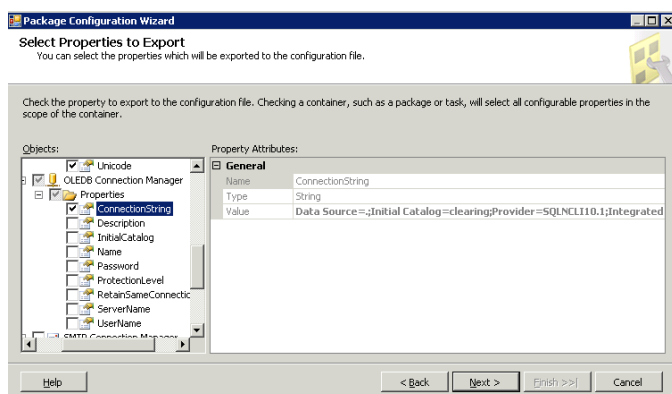 Package Configuration Wizard
Select Properties to Export
You can select the properties which will be exported to the configuration file.
Check the property to export to the configuration file. Checking a container, such as a package or task, will select all configurable properties in the
scope of the container.
Objects:
Unicode
OLEDB Connection Manager
Properties
ConnectionString
Description
InitialCatalog
Name
Password
ProtectionLevel
RetainSameConnectic
ServerName
UserName
SMTP Connection Manager
Property Attributes:
General
Name ConnectionString
Type String
Value Data Source=.;Initial Catalog=clearing;Provider=SQLNCLI10.1;Integrated
Help
< Back
Next >
Finish >>|
Cancel